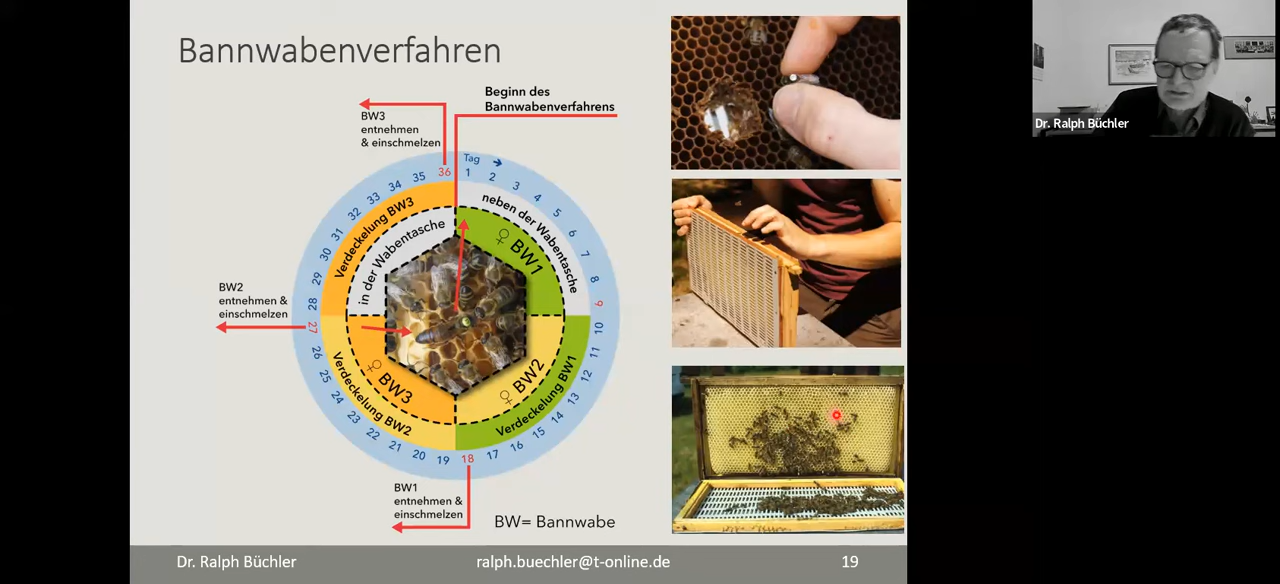 Bannwabenverfahren
Beginn des
Bannwabenverfahrens
BW3
entnehmen
& einschmelzen
Tag
1
2
3
4
5
6
7
8
9
10
11
12
13
14
15
16
17
18
19
20
21
22
23
24
25
26
27
28
29
30
31
32
33
34
35
36
neben der Wabentasche
in der Wabentasche
Verdeckelung BW3
♀ BW1
♀ BW2
♀ BW3
Verdeckelung BW1
Verdeckelung BW2
BW2
entnehmen &
einschmelzen
BW1
entnehmen &
einschmelzen
BW= Bannwabe
Dr. Ralph Büchler
ralph.buechler@t-online.de
19
Dr. Ralph Büchler